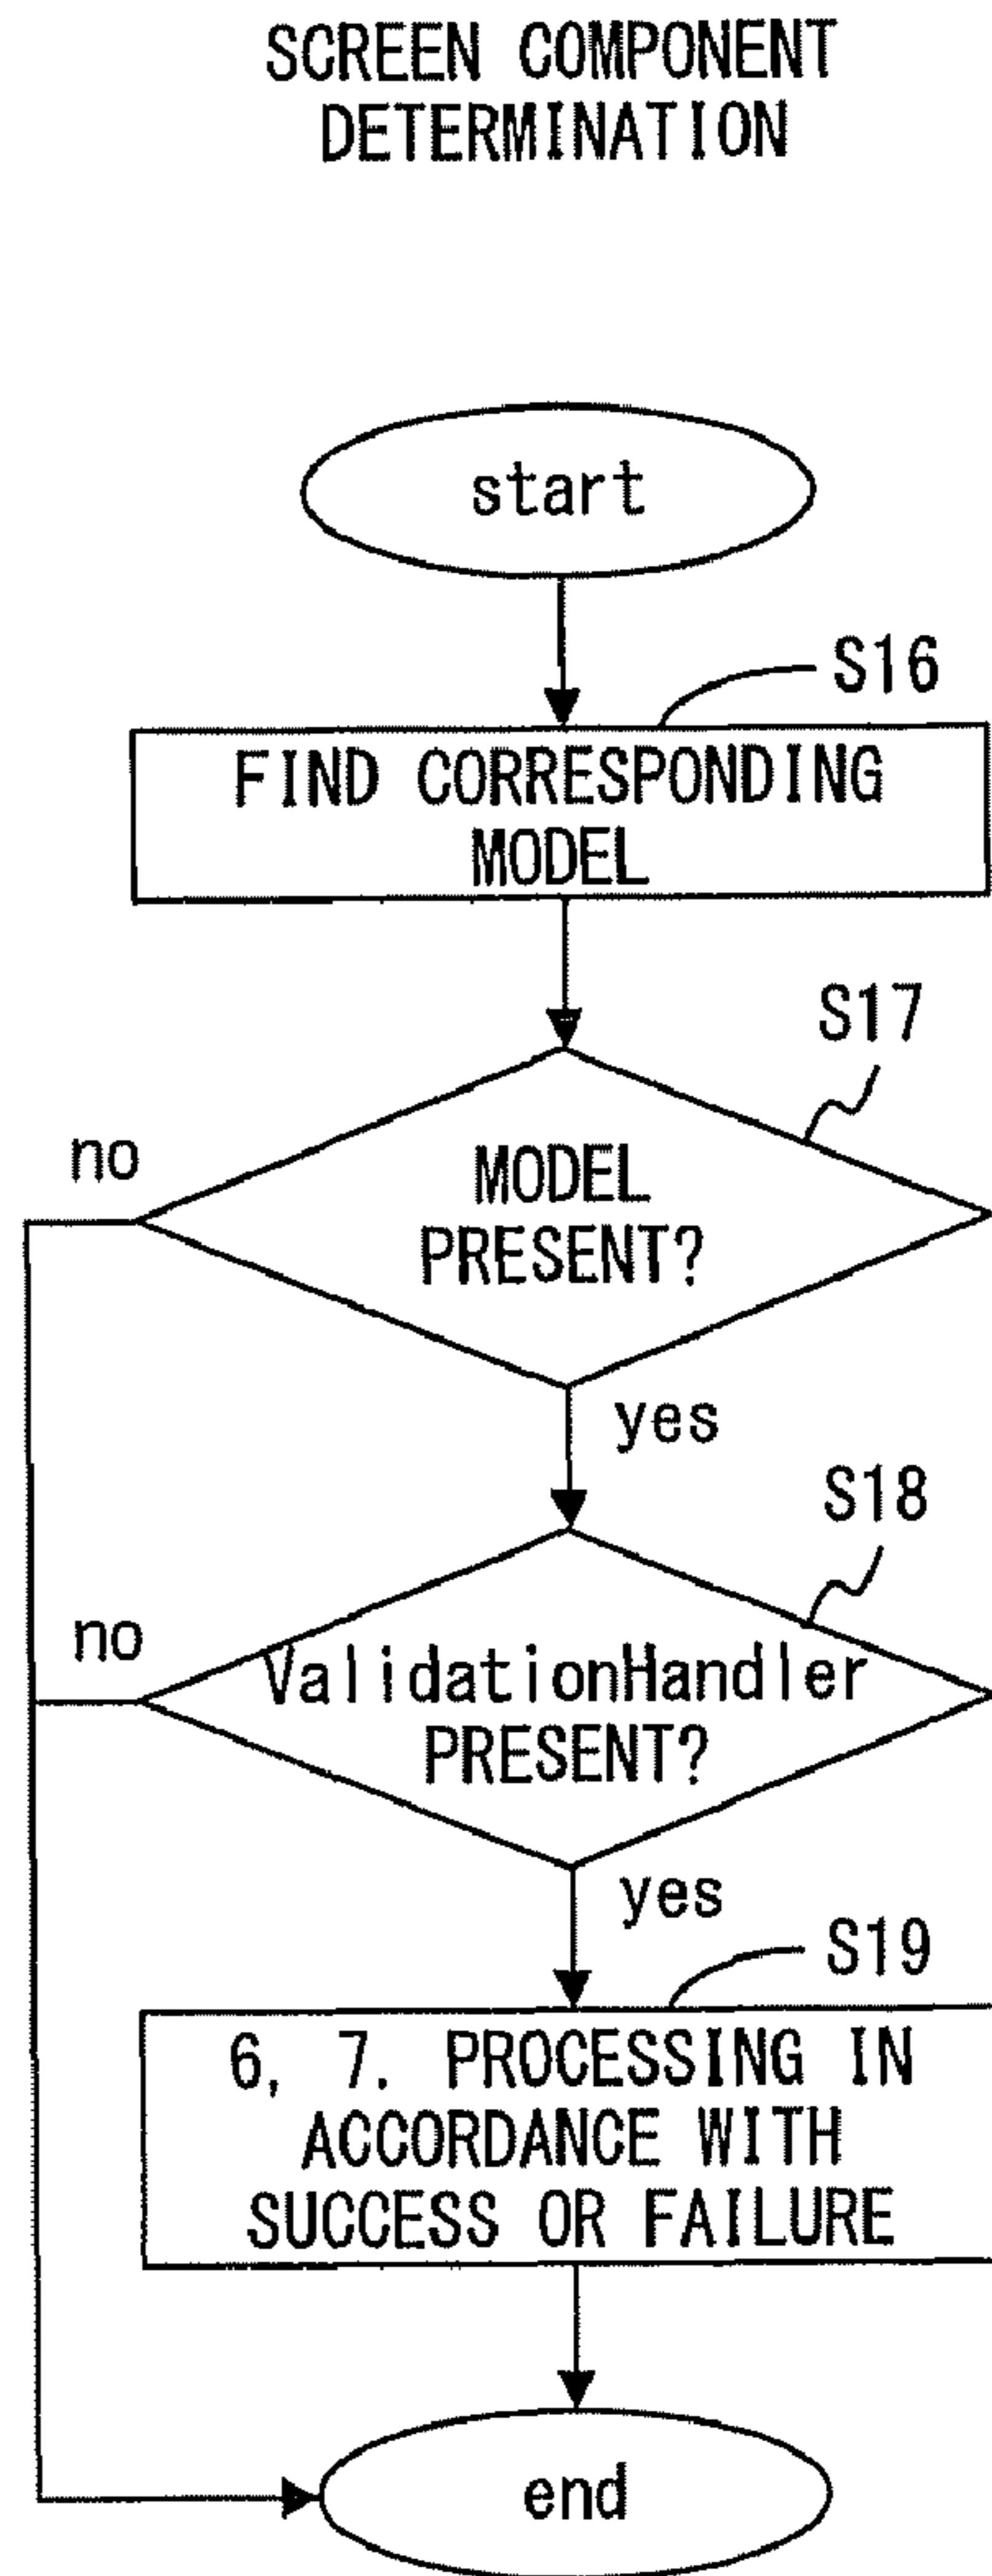 SCREEN COMPONENT
DETERMINATION
start
S16
FIND CORRESPONDING
MODEL
S17
no
MODEL
PRESENT?
yes
S18
no
ValidationHandler
PRESENT?
yes
S19
6, 7. PROCESSING IN
ACCORDANCE WITH
SUCCESS OR FAILURE
end